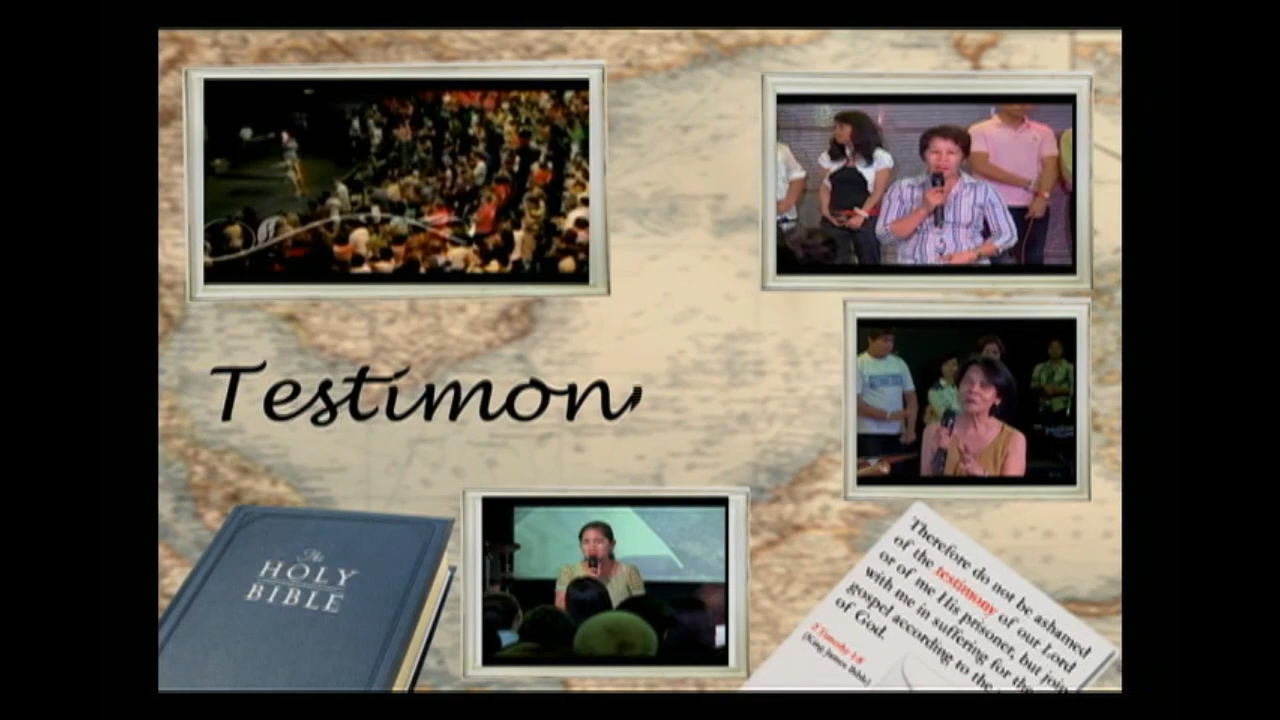 Testimon
The
HOLY
BIBLE
Therefore do not be ashamed
of the testimony of our Lord
or of me His prisoner, but join
with me in suffering for the
gospel according to the
of God.
2 Timothy 1:8
(King James Bible)